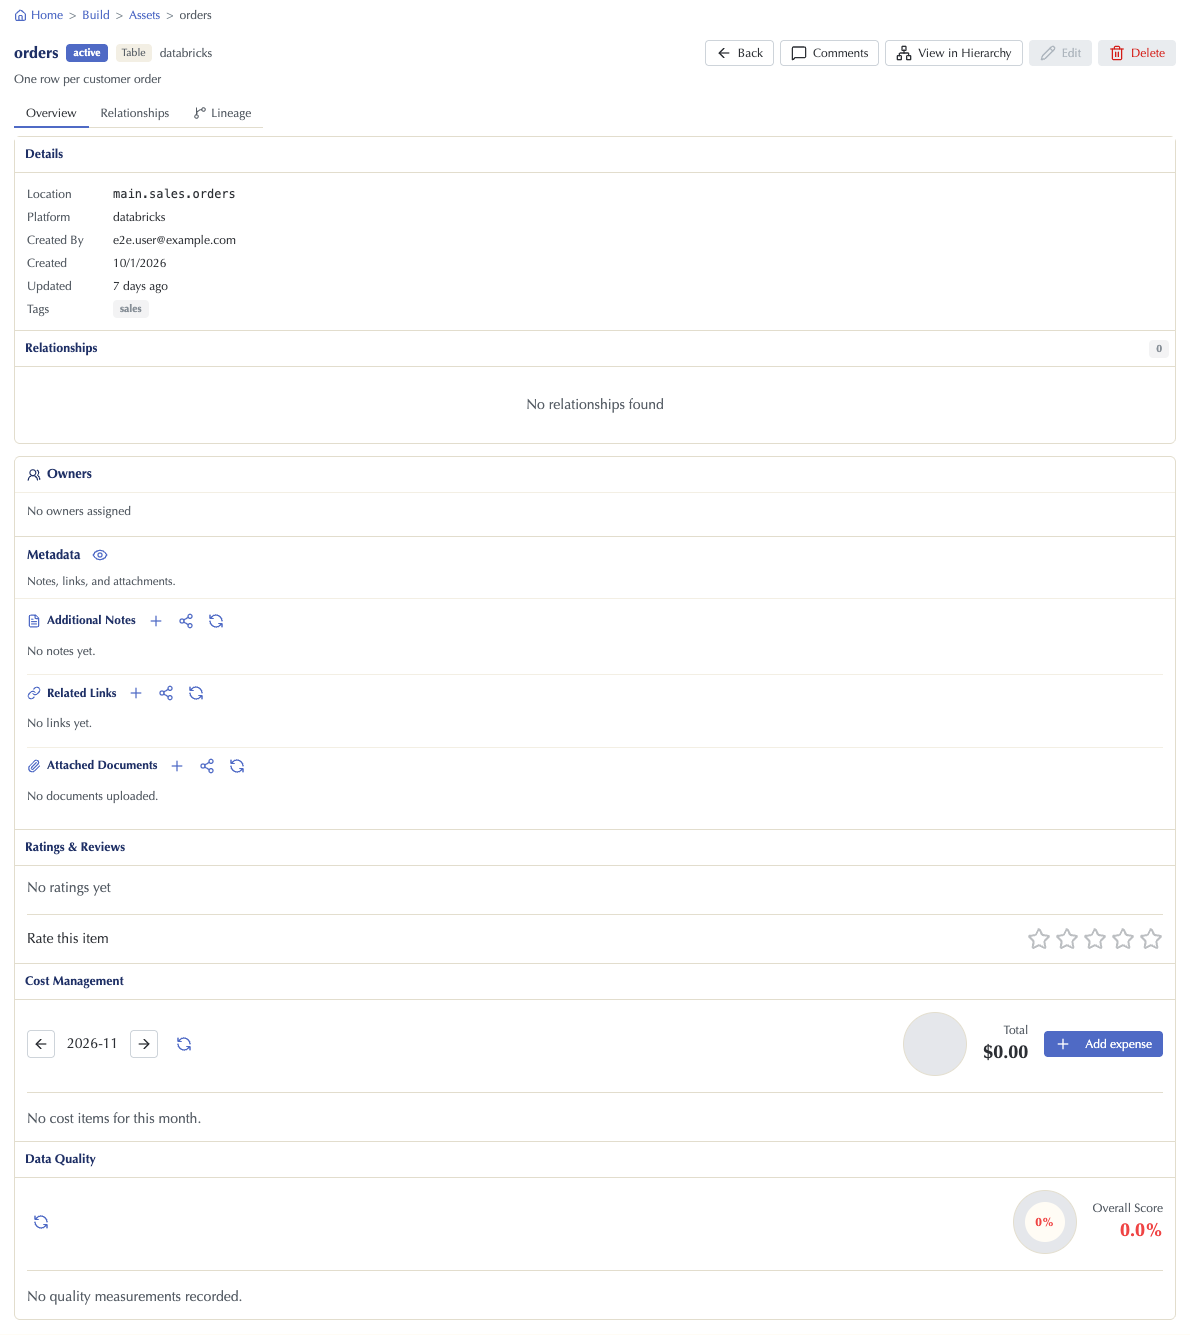 Home > Build > Assets > orders
orders active Table databricks
Back Comments View in Hierarchy Edit Delete
One row per customer order
Overview Relationships Lineage
Details
Location main.sales.orders
Platform databricks
Created By e2e.user@example.com
Created 10/1/2026
Updated 7 days ago
Tags sales
Relationships 0
No relationships found
Owners
No owners assigned
Metadata
Notes, links, and attachments.
Additional Notes
No notes yet.
Related Links
No links yet.
Attached Documents
No documents uploaded.
Ratings & Reviews
No ratings yet
Rate this item
Cost Management
2026-11
Total
$0.00
Add expense
No cost items for this month.
Data Quality
0%
Overall Score
0.0%
No quality measurements recorded.